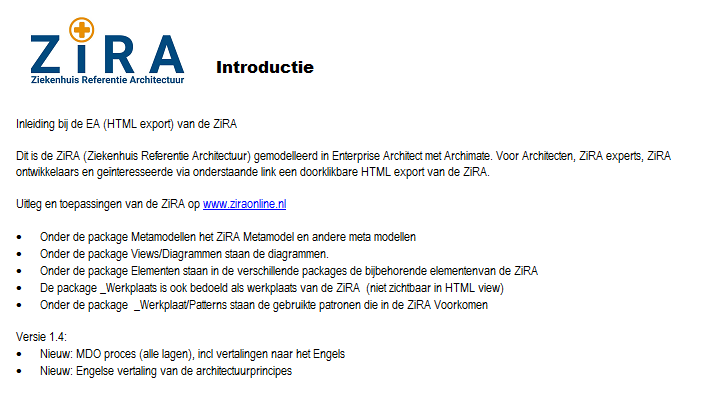 ZiRA
Ziekenhuis Referentie Architectuur
Introductie
Inleiding bij de EA (HTML export) van de ZiRA
Dit is de ZiRA (Ziekenhuis Referentie Architectuur) gemodelleerd in Enterprise Architect met Archimate. Voor Architecten, ZiRA experts, ZiRA
ontwikkelaars en geinteresseerde via onderstaande link een doorklikbare HTML export van de ZiRA.
Uitleg en toepassingen van de ZiRA op www.ziraonline.nl
• Onder de package Metamodellen het ZiRA Metamodel en andere meta modellen
• Onder de package Views/Diagrammen staan de diagrammen.
• Onder de package Elementen staan in de verschillende packages de bijbehorende elementenvan de ZiRA
• De package _Werkplaats is ook bedoeld als werkplaats van de ZiRA (niet zichtbaar in HTML view)
• Onder de package _Werkplaat/Patterns staan de gebruikte patronen die in de ZiRA Voorkomen
Versie 1.4:
• Nieuw: MDO proces (alle lagen), incl vertalingen naar het Engels
• Nieuw: Engelse vertaling van de architectuurprincipes